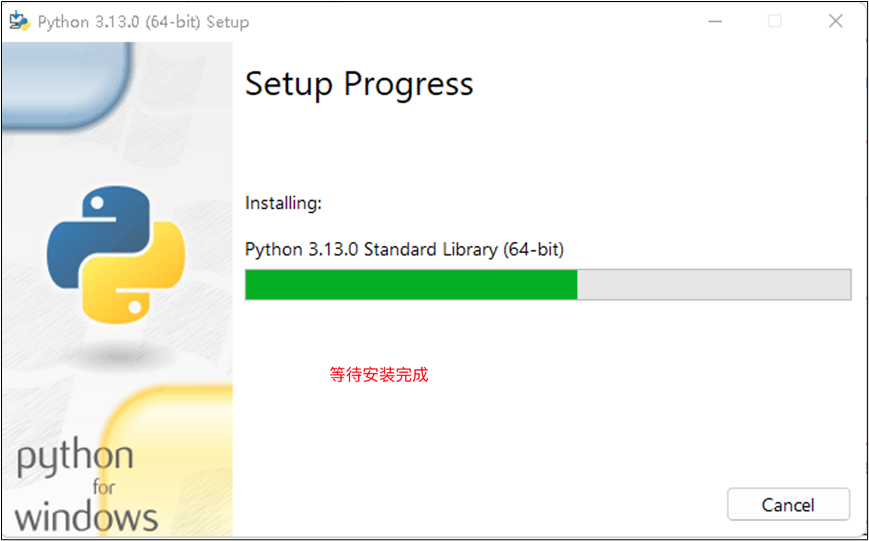 Python 3.13.0 (64-bit) Setup
Setup Progress
Installing:
Python 3.13.0 Standard Library (64-bit)
等待安装完成
python
for
windows
Cancel